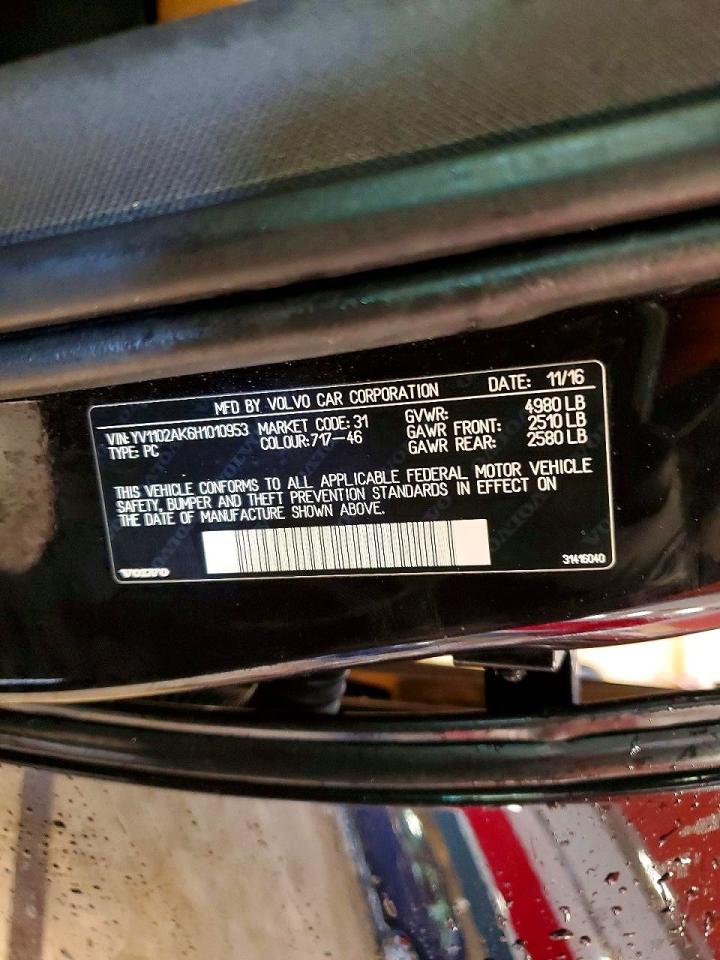 MFD BY VOLVO CAR CORPORATION DATE: 11/16
VIN: YV1102AK6H1010953 MARKET CODE: 31 GVWR: 4980 LB
TYPE: PC COLOUR: 717-46 GAWR FRONT: 2510 LB
GAWR REAR: 2580 LB
THIS VEHICLE CONFORMS TO ALL APPLICABLE FEDERAL MOTOR VEHICLE
SAFETY, BUMPER AND THEFT PREVENTION STANDARDS IN EFFECT ON
THE DATE OF MANUFACTURE SHOWN ABOVE.
VOLVO 31416040